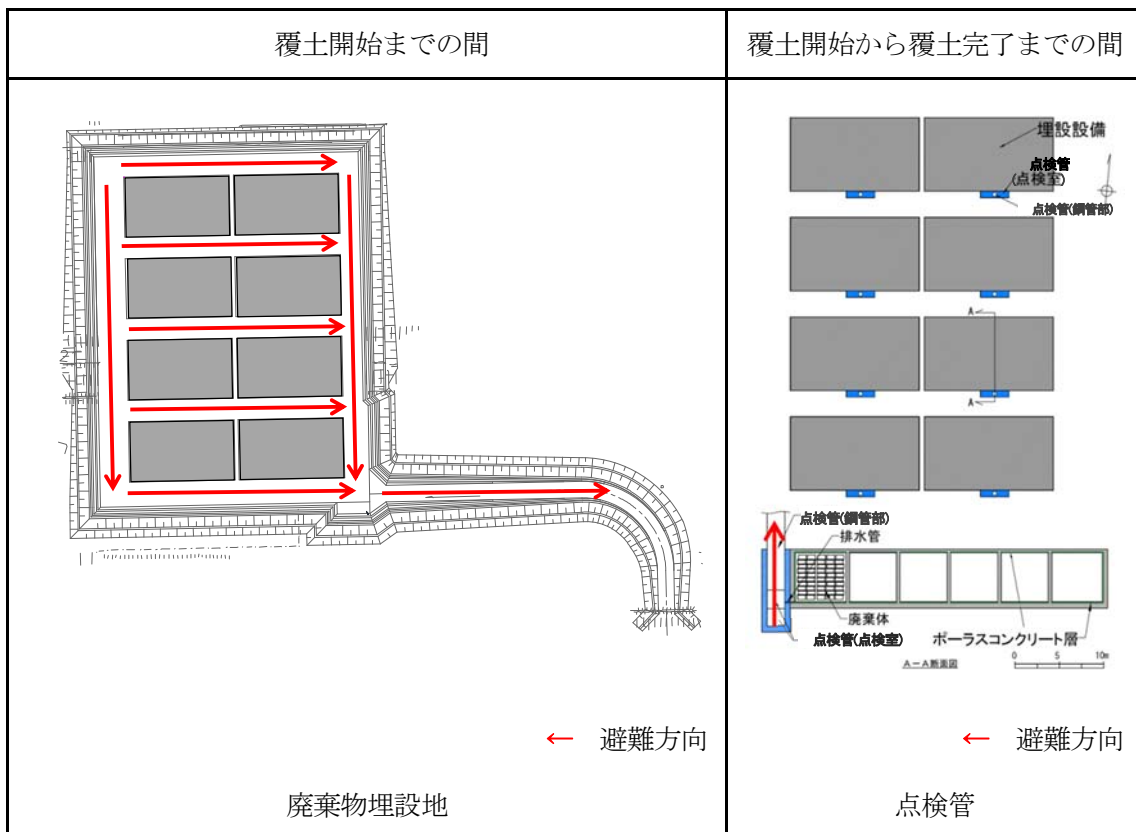 覆土開始までの間
覆土開始から覆土完了までの間
埋設設備
点検管
(点検室)
点検管(鋼管部)
A
A
点検管(鋼管部)
排水管
廃棄体
点検管(点検室)
ポーラスコンクリート層
A－A断面図
0 5 10m
← 避難方向
← 避難方向
廃棄物埋設地
点検管